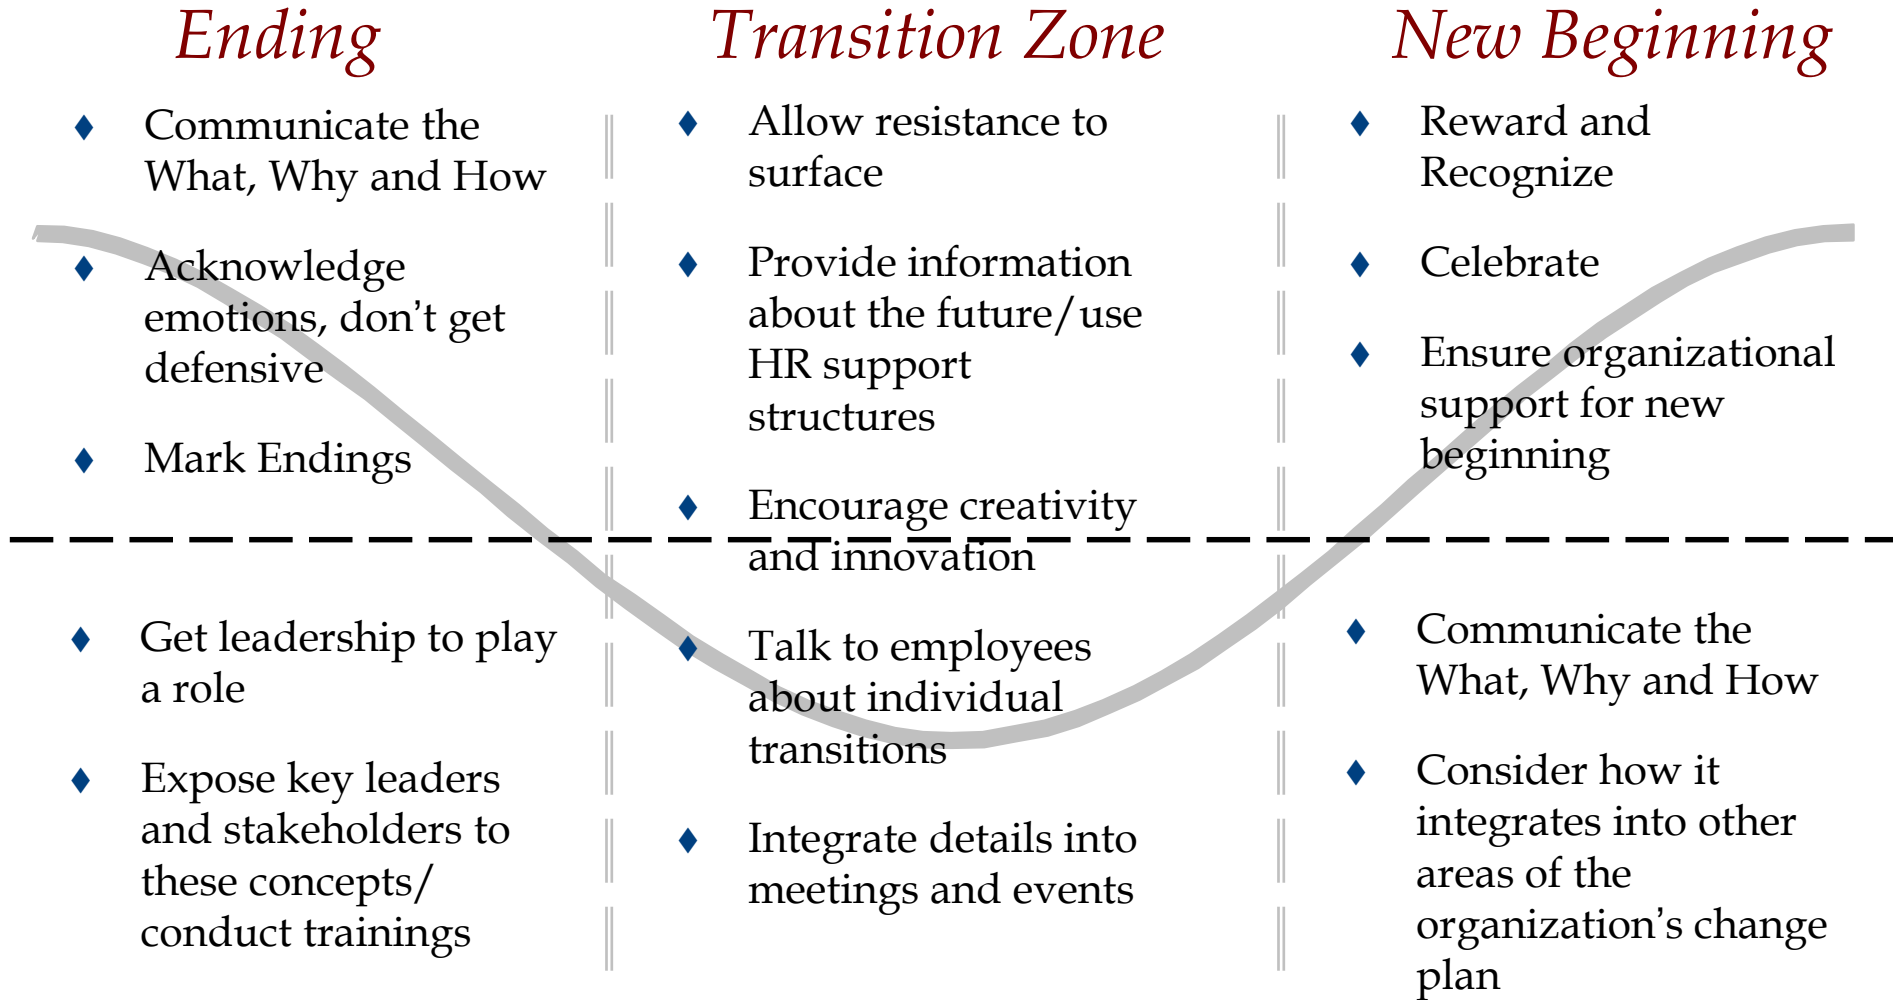 Ending
Communicate the
What, Why and How
Acknowledge
emotions, don’t get
defensive
Mark Endings
Get leadership to play
a role
Expose key leaders
and stakeholders to
these concepts/
conduct trainings
Transition Zone
Allow resistance to
surface
Provide information
about the future/use
HR support
structures
Encourage creativity
and innovation
Talk to employees
about individual
transitions
Integrate details into
meetings and events
New Beginning
Reward and
Recognize
Celebrate
Ensure organizational
support for new
beginning
Communicate the
What, Why and How
Consider how it
integrates into other
areas of the
organization’s change
plan